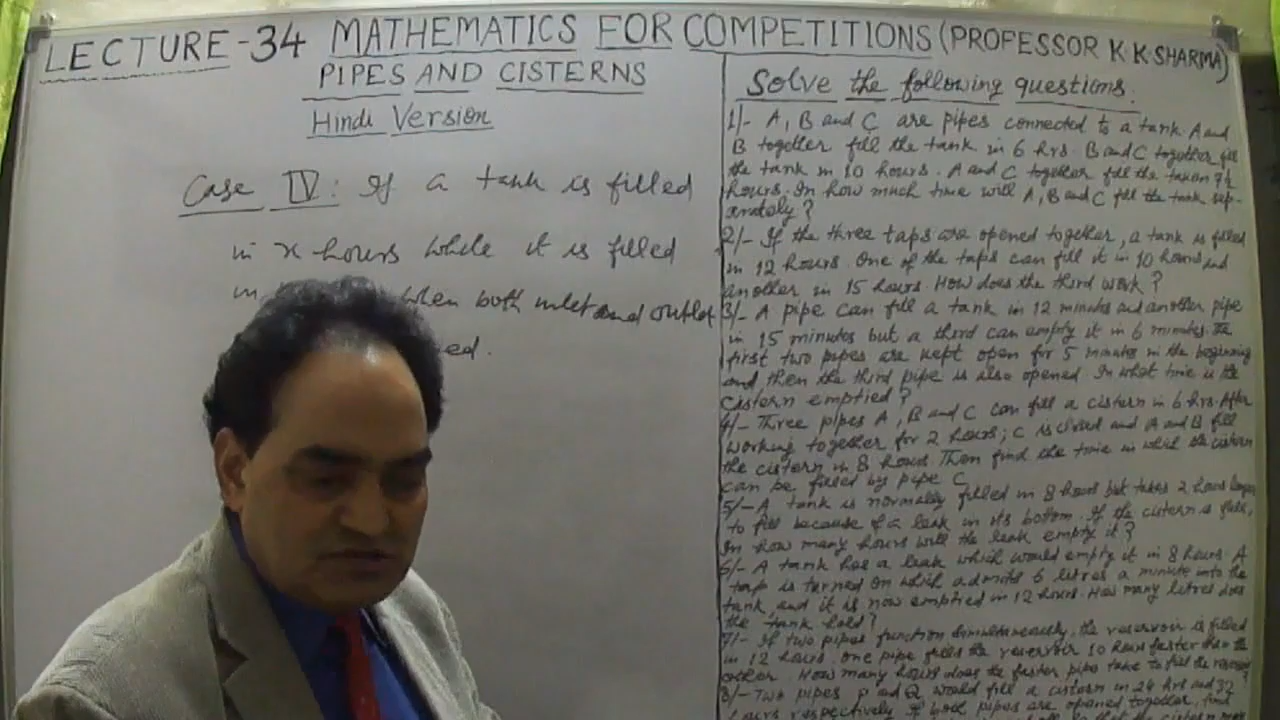 LECTURE-34 MATHEMATICS FOR COMPETITIONS (PROFESSOR K K SHARMA)
PIPES AND CISTERNS
Hindi Version
Case IV : If a tank is filled
in x hours while it is filled
in when both inlet and outlet
ed.
Solve the following questions.
1/- A, B and C are pipes connected to a tank. A and
B together fill the tank in 6 hrs. B and C together fill
the tank in 10 hours. A and C together fill the tank in 7½
hours. In how much time will A, B and C fill the tank sep-
arately?
2/- If the three taps are opened together, a tank is filled
in 12 hours. One of the taps can fill it in 10 hours and
another in 15 hours. How does the third work?
3/- A pipe can fill a tank in 12 minutes and another pipe
in 15 minutes but a third can empty it in 6 minutes. The
first two pipes are kept open for 5 minutes in the beginning
and then the third pipe is also opened. In what time is the
cistern emptied?
4/- Three pipes A, B and C can fill a cistern in 6 hrs. After
working together for 2 hours, C is closed and A and B fill
the cistern in 8 hours. Then find the time in which the cistern
can be filled by pipe C.
5/- A tank is normally filled in 8 hours but takes 2 hours longer
to fill because of a leak in its bottom. If the cistern is full,
In how many hours will the leak empty it?
6/- A tank has a leak which would empty it in 8 hours. A
tap is turned on which admits 6 litres a minute into the
tank, and it is now emptied in 12 hours. How many litres does
the tank hold?
7/- If two pipes function simultaneously, the reservoir is filled
in 12 hours. One pipe fills the reservoir 10 hours faster than the
other. How many hours does the faster pipe take to fill the reservoir?
8/- Two pipes P and Q would fill a cistern in 24 hrs and 32
hours respectively. If both pipes are opened together, find